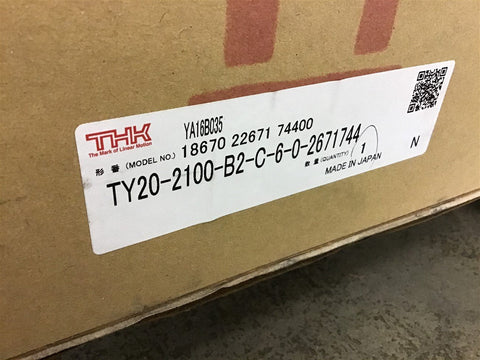 THK
The Mark of Linear Motion
YA16B035
形番 (MODEL NO.) 18670 22671 74400
TY20-2100-B2-C-6-0-2671744
数量 (QUANTITY) 1
MADE IN JAPAN
N